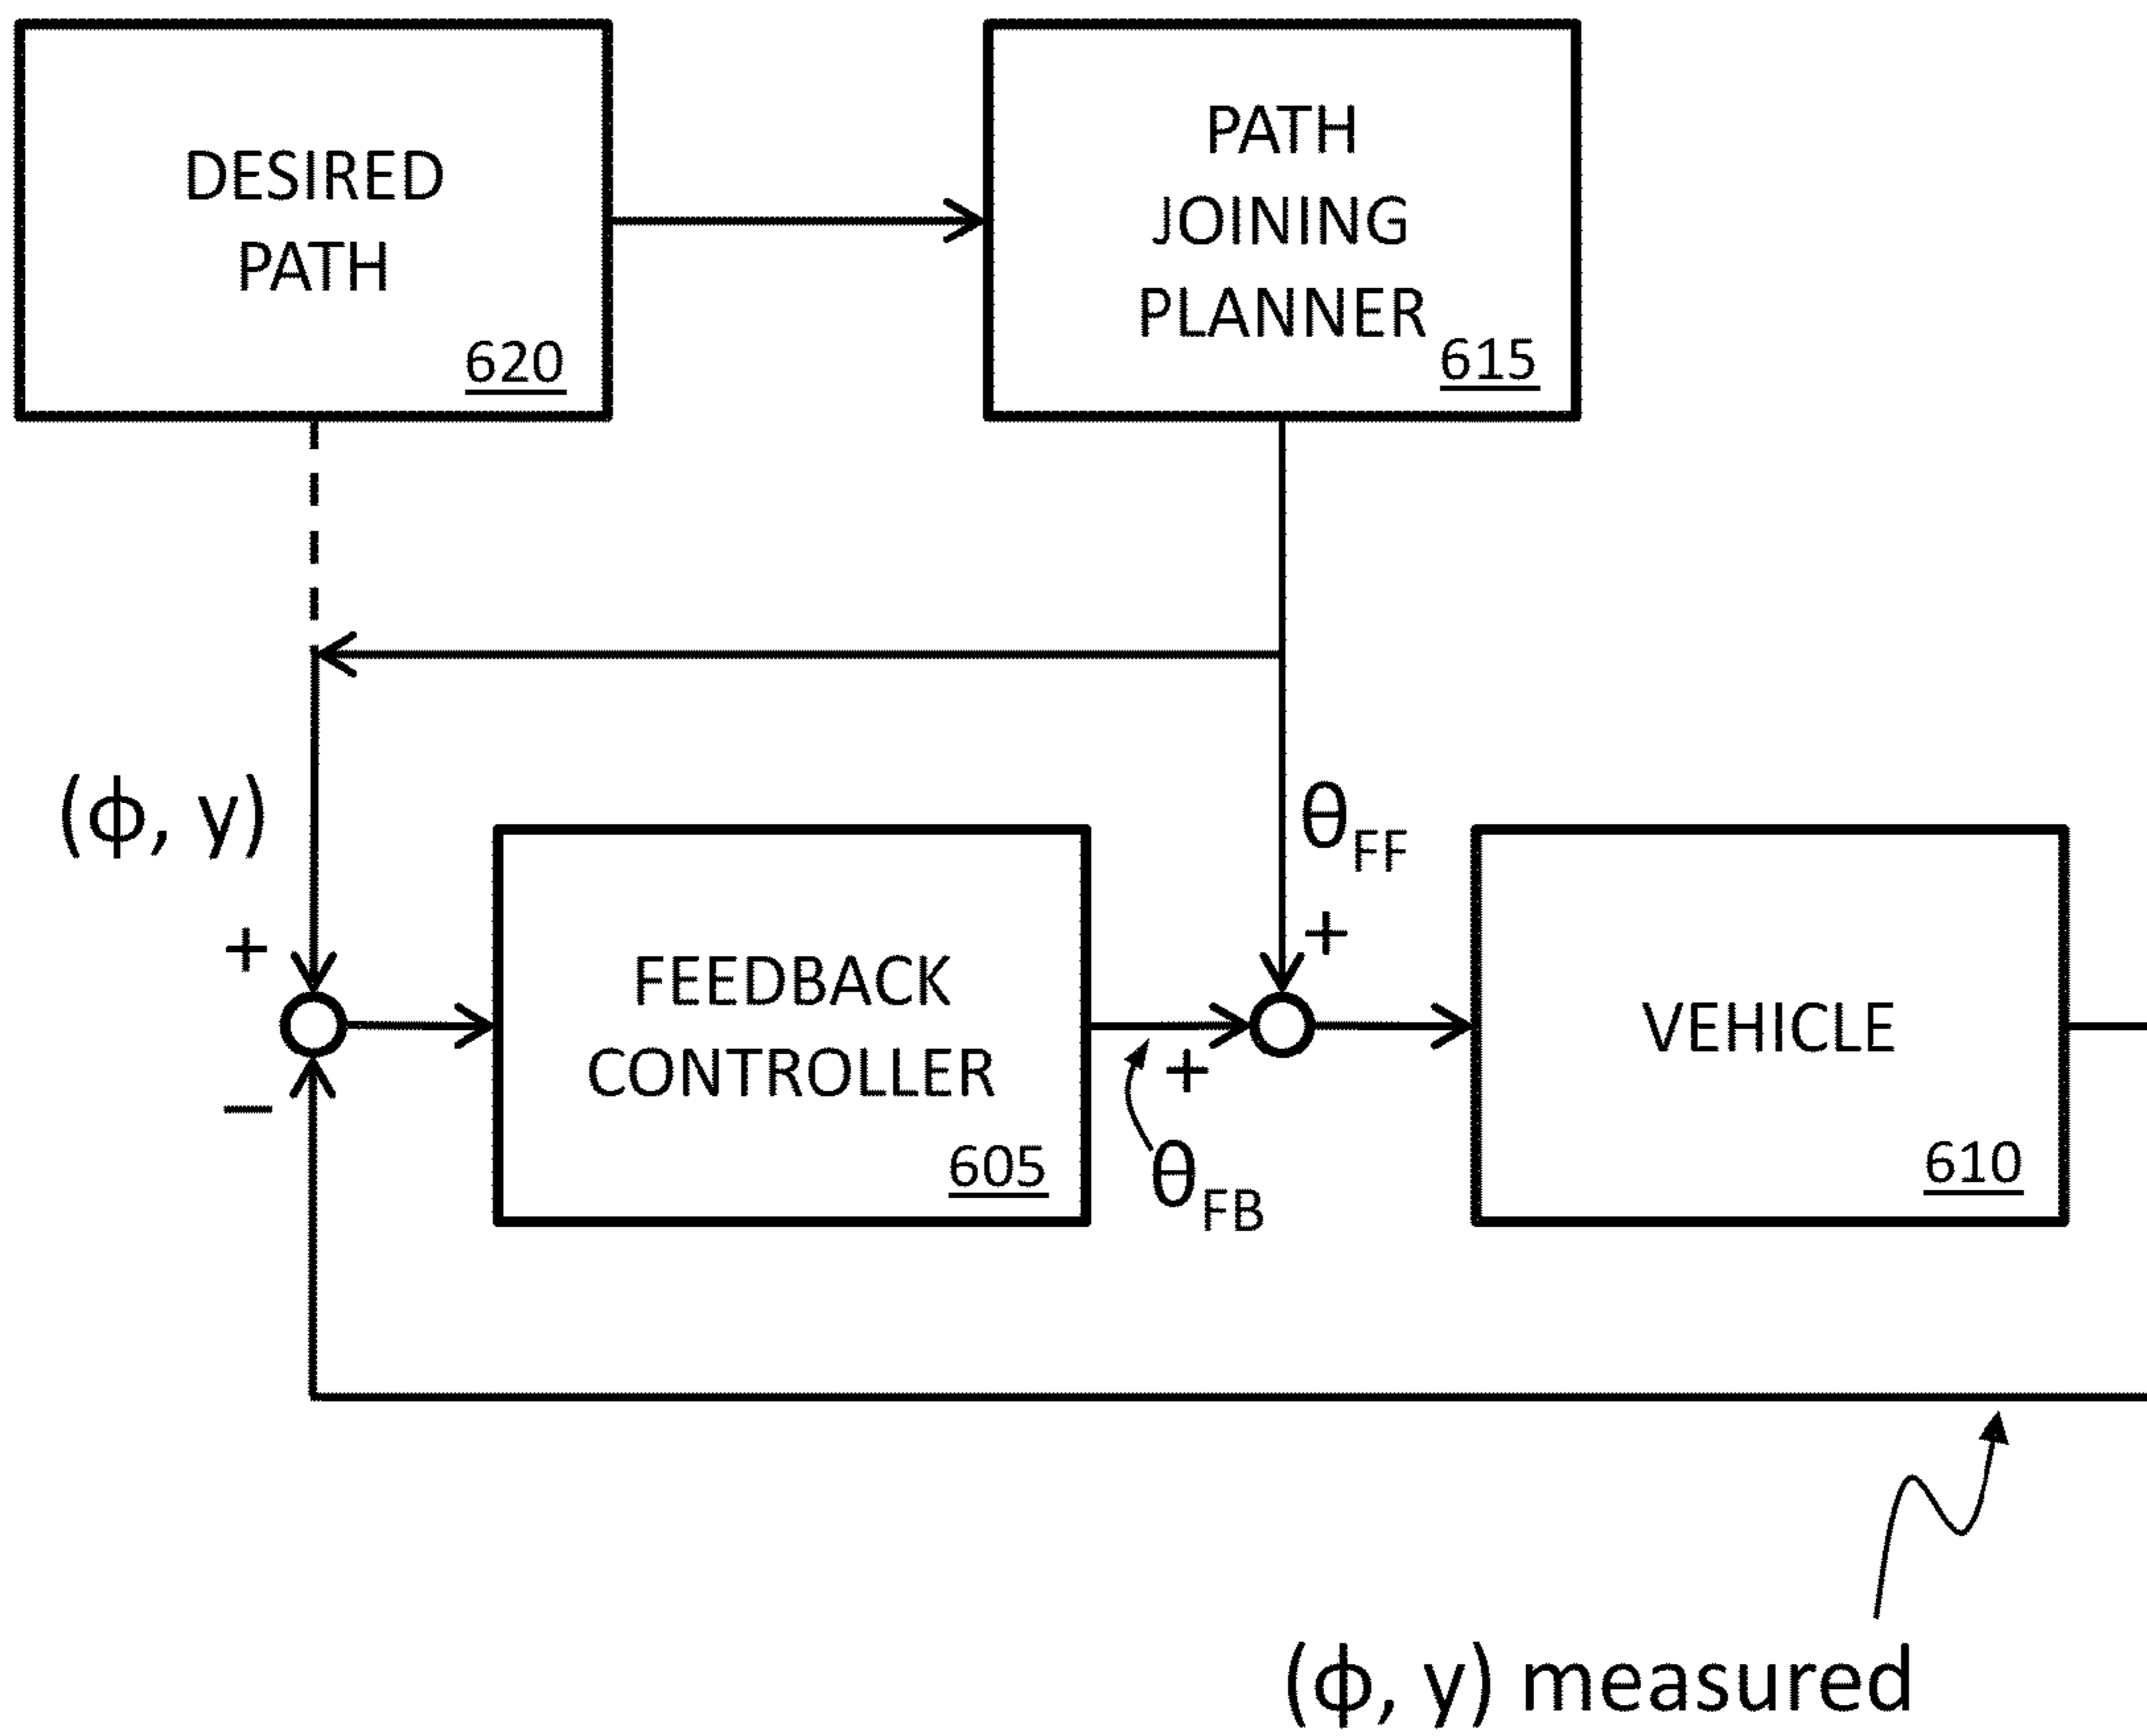 DESIRED
PATH
620
PATH
JOINING
PLANNER
615
(ϕ, y)
θFF
+
+
FEEDBACK
CONTROLLER
605
+
θFB
VEHICLE
610
−
(ϕ, y) measured